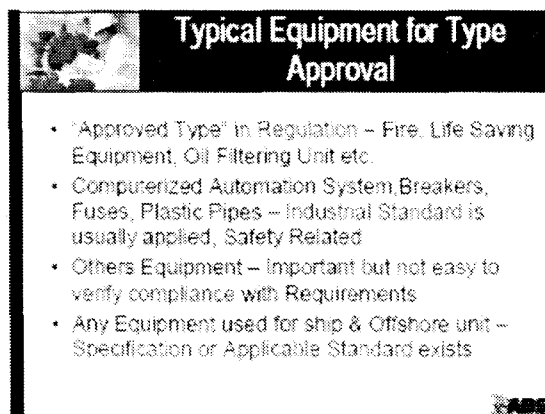 Typical Equipment for Type
Approval
• "Approved Type" in Regulation – Fire, Life Saving
Equipment, Oil Filtering Unit etc.
• Computerized Automation System,Breakers,
Fuses, Plastic Pipes – Industrial Standard is
usually applied, Safety Related
• Others Equipment – Important but not easy to
verify compliance with Requirements
• Any Equipment used for ship & Offshore unit –
Specification or Applicable Standard exists
ABS